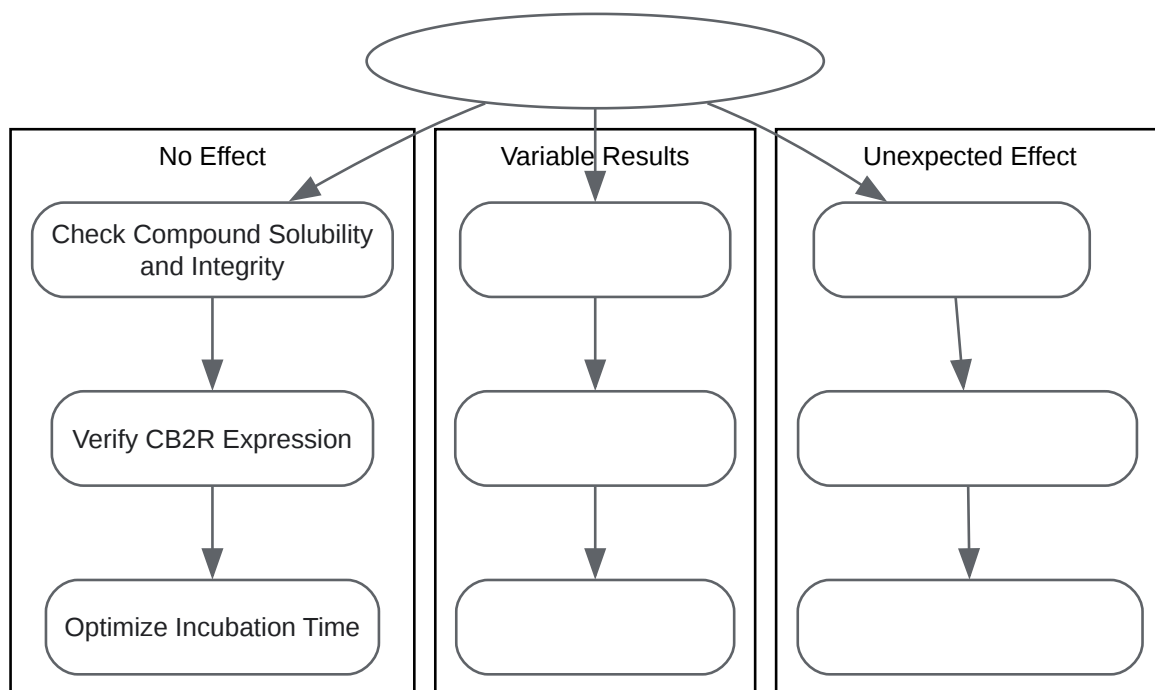 No Effect
Check Compound Solubility
and Integrity
Verify CB2R Expression
Optimize Incubation Time
Variable Results
Unexpected Effect